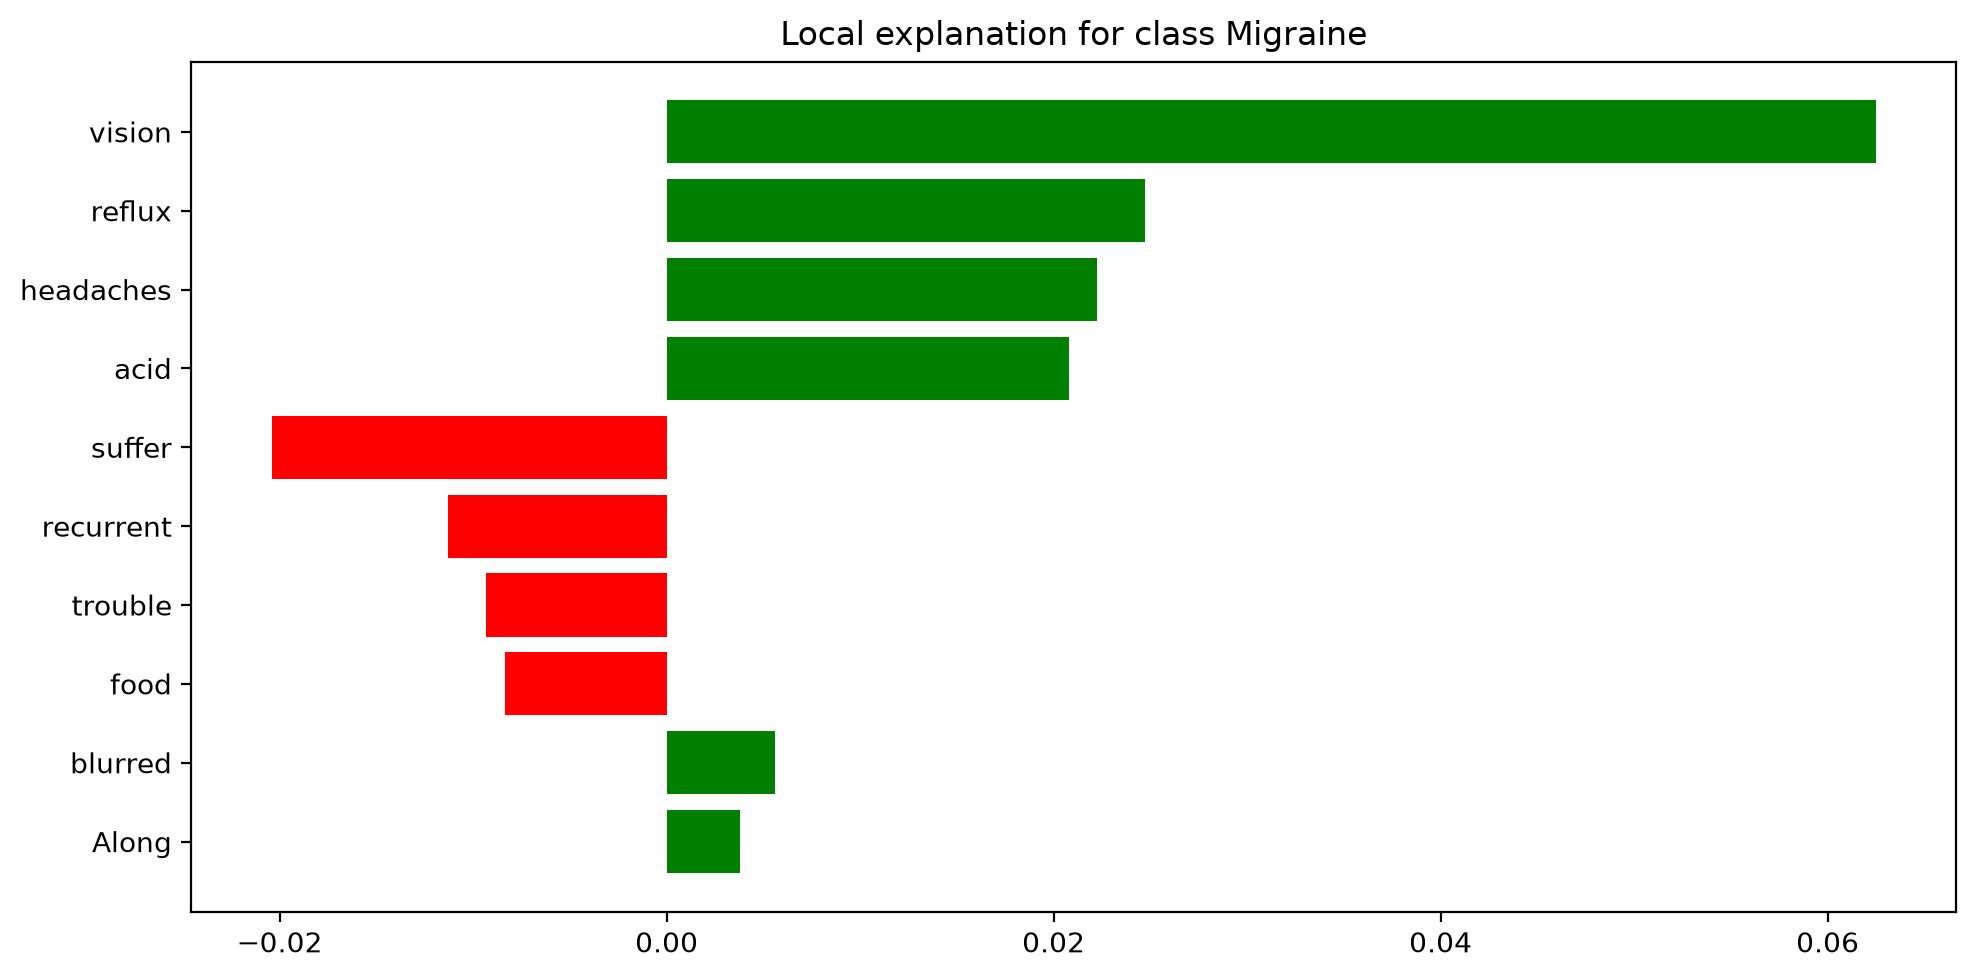 Local explanation for class Migraine
vision
reflux
headaches
acid
suffer
recurrent
trouble
food
blurred
Along
−0.02 0.00 0.02 0.04 0.06